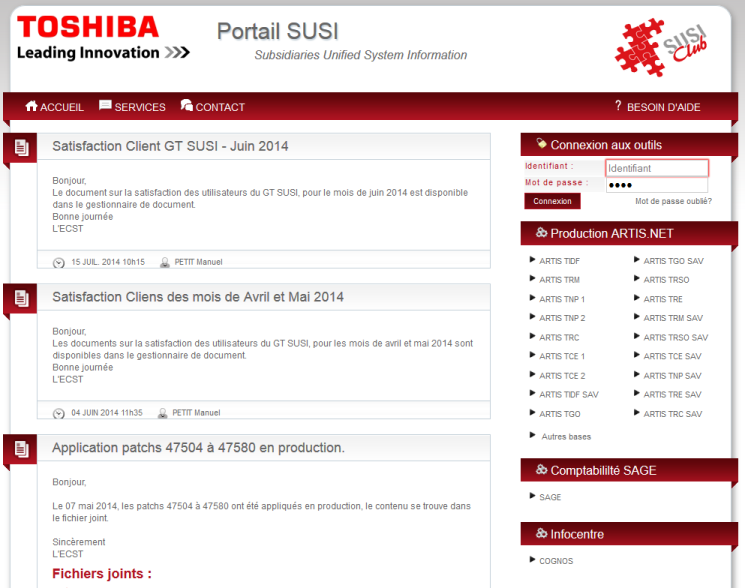 TOSHIBA
Leading Innovation >>>
Portail SUSI
Subsidiaries Unified System Information
SUSI
Club
ACCUEIL SERVICES CONTACT ? BESOIN D'AIDE
Satisfaction Client GT SUSI - Juin 2014
Bonjour,
Le document sur la satisfaction des utilisateurs du GT SUSI, pour le mois de juin 2014 est disponible
dans le gestionnaire de document.
Bonne journée
L'ECST
15 JUIL. 2014 10h15 PETIT Manuel
Satisfaction Cliens des mois de Avril et Mai 2014
Bonjour,
Les documents sur la satisfaction des utilisateurs du GT SUSI, pour les mois de avril et mai 2014 sont
disponibles dans le gestionnaire de document.
Bonne journée
L'ECST
04 JUIN 2014 11h35 PETIT Manuel
Application patchs 47504 à 47580 en production.
Bonjour,
Le 07 mai 2014, les patchs 47504 à 47580 ont été appliqués en production, le contenu se trouve dans
le fichier joint.
Sincèrement
L'ECST
Fichiers joints :
Connexion aux outils
Identifiant : Identifiant
Mot de passe : ••••
Connexion Mot de passe oublié?
Production ARTIS.NET
ARTIS TIDF ARTIS TGO SAV
ARTIS TRM ARTIS TRSO
ARTIS TNP 1 ARTIS TRE
ARTIS TNP 2 ARTIS TRM SAV
ARTIS TRC ARTIS TRSO SAV
ARTIS TCE 1 ARTIS TCE SAV
ARTIS TCE 2 ARTIS TNP SAV
ARTIS TIDF SAV ARTIS TRE SAV
ARTIS TGO ARTIS TRC SAV
Autres bases
Comptabilité SAGE
SAGE
Infocentre
COGNOS